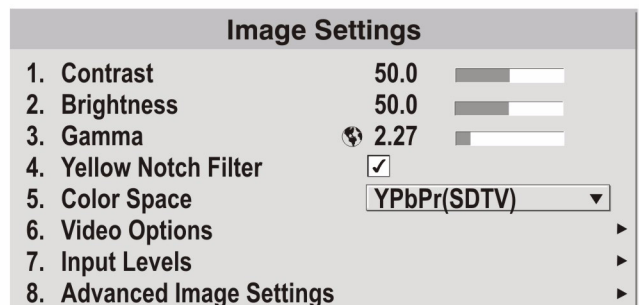 Image Settings
1. Contrast 50.0
2. Brightness 50.0
3. Gamma 2.27
4. Yellow Notch Filter
5. Color Space YPbPr(SDTV)
6. Video Options
7. Input Levels
8. Advanced Image Settings